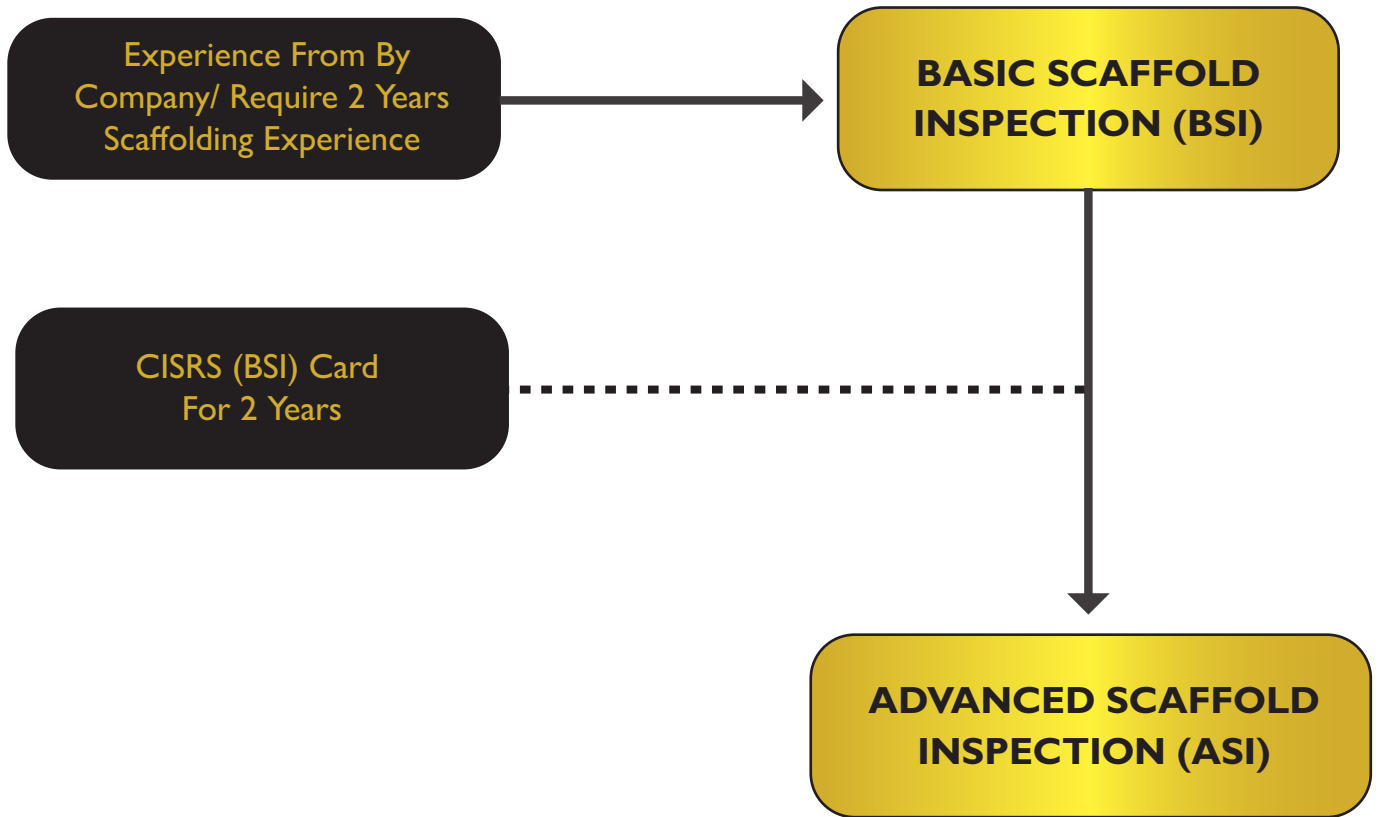 Experience From By
Company/ Require 2 Years
Scaffolding Experience
BASIC SCAFFOLD
INSPECTION (BSI)
CISRS (BSI) Card
For 2 Years
ADVANCED SCAFFOLD
INSPECTION (ASI)